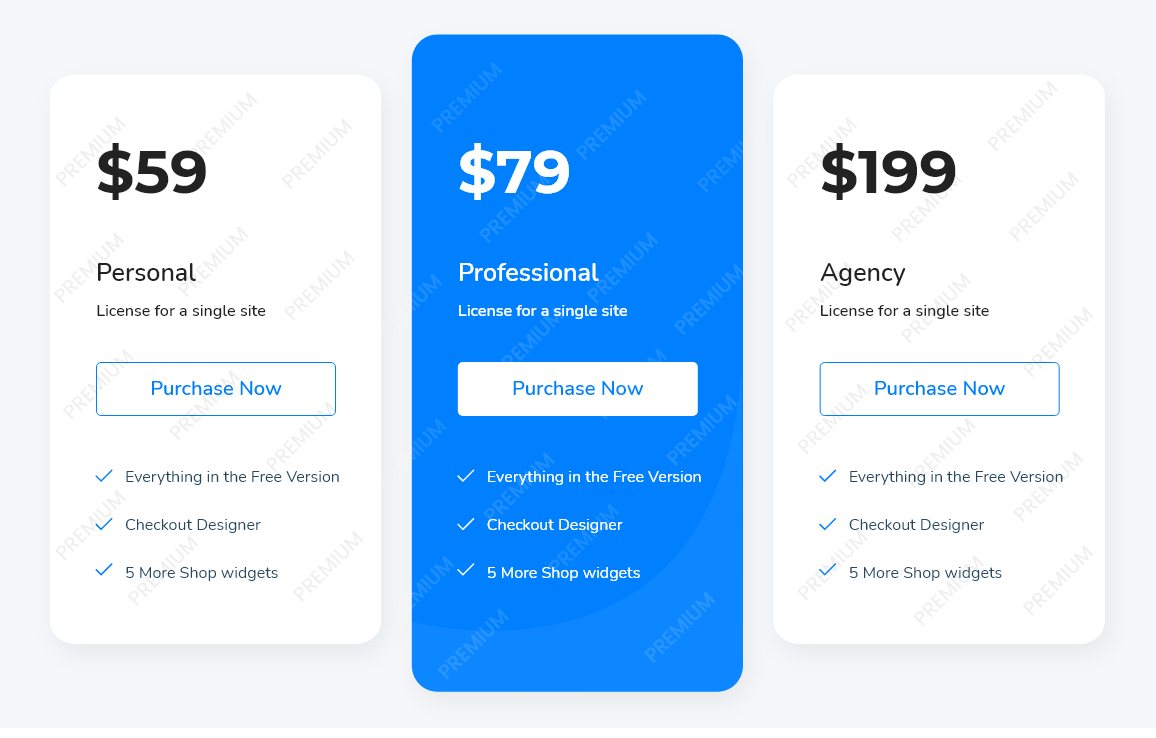 $59
Personal
License for a single site
Purchase Now
Everything in the Free Version
Checkout Designer
5 More Shop widgets
$79
Professional
License for a single site
Purchase Now
Everything in the Free Version
Checkout Designer
5 More Shop widgets
$199
Agency
License for a single site
Purchase Now
Everything in the Free Version
Checkout Designer
5 More Shop widgets
PREMIUM